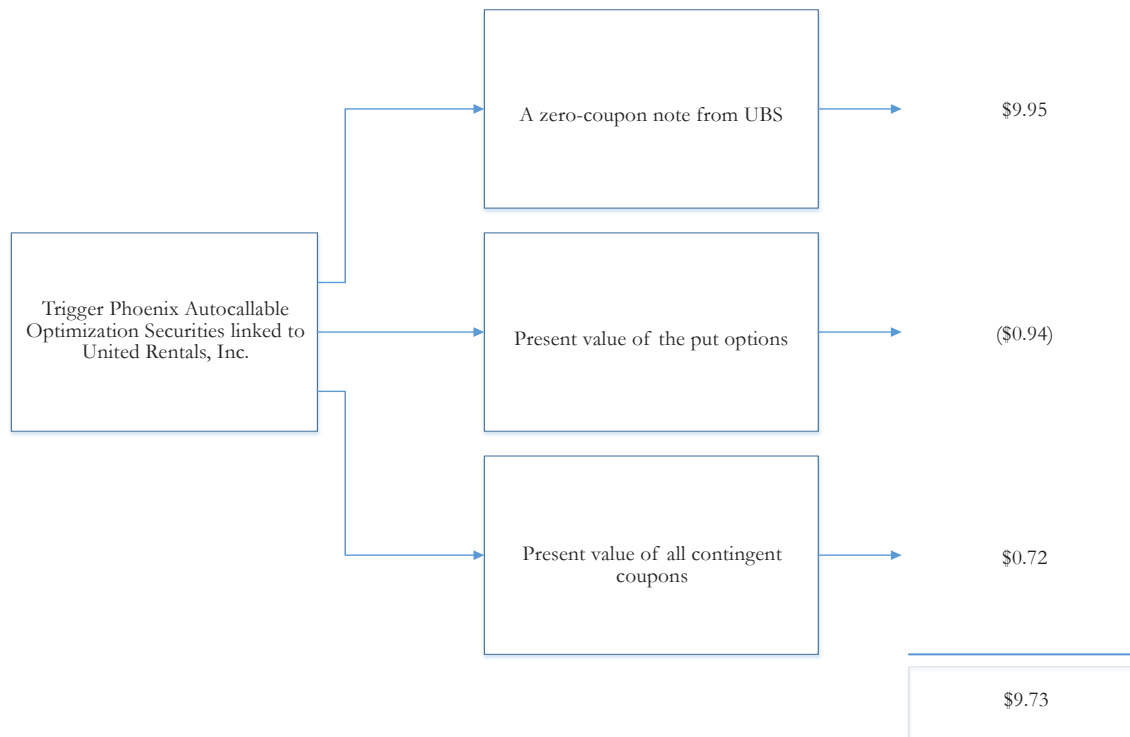 A zero-coupon note from UBS
$9.95
Trigger Phoenix Autocallable
Optimization Securities linked to
United Rentals, Inc.
Present value of the put options
($0.94)
Present value of all contingent
coupons
$0.72
$9.73